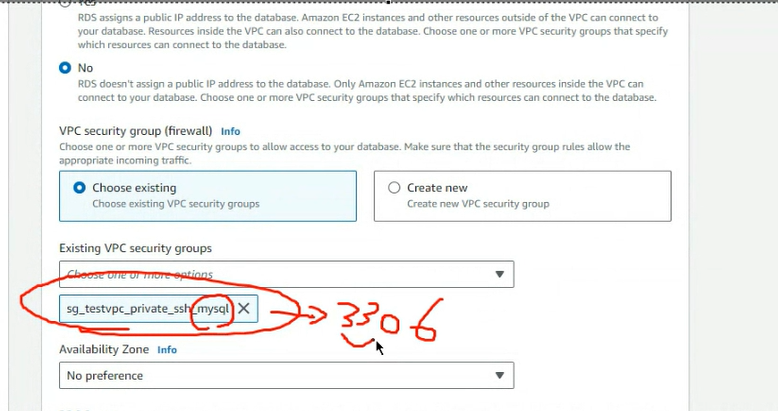 Yes
RDS assigns a public IP address to the database. Amazon EC2 instances and other resources outside of the VPC can connect to
your database. Resources inside the VPC can also connect to the database. Choose one or more VPC security groups that specify
which resources can connect to the database.
No
RDS doesn't assign a public IP address to the database. Only Amazon EC2 instances and other resources inside the VPC can
connect to your database. Choose one or more VPC security groups that specify which resources can connect to the database.
VPC security group (firewall) Info
Choose one or more VPC security groups to allow access to your database. Make sure that the security group rules allow the
appropriate incoming traffic.
Choose existing
Choose existing VPC security groups
Create new
Create new VPC security group
Existing VPC security groups
Choose one or more options
sg_testvpc_private_ssh_mysql
3306
Availability Zone Info
No preference